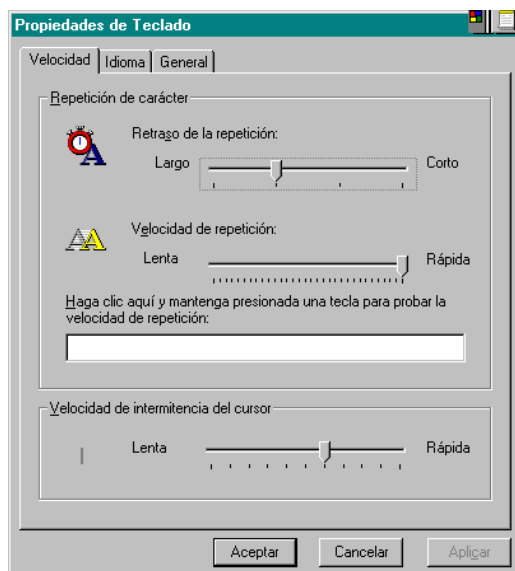 Propiedades de Teclado
Velocidad Idioma General
Repetición de carácter
Retraso de la repetición:
Largo Corto
Velocidad de repetición:
Lenta Rápida
Haga clic aquí y mantenga presionada una tecla para probar la
velocidad de repetición:
Velocidad de intermitencia del cursor
Lenta Rápida
Aceptar Cancelar Aplicar